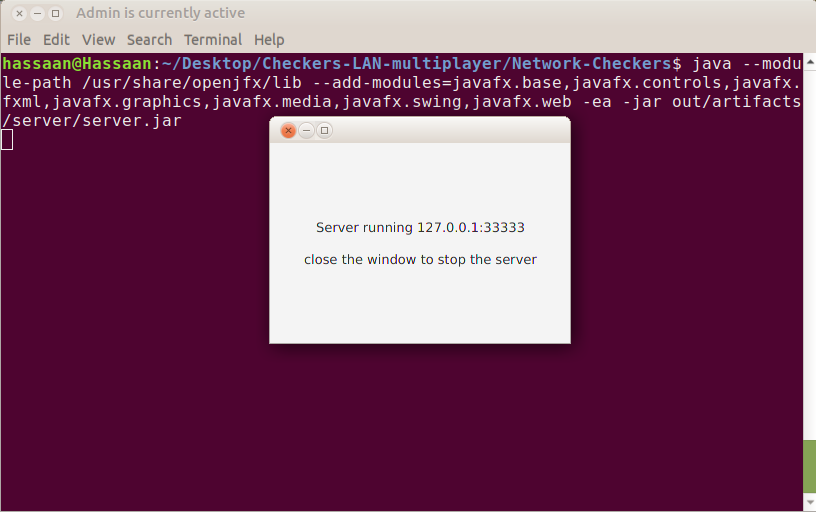 Admin is currently active
File Edit View Search Terminal Help
hassaan@Hassaan:~/Desktop/Checkers-LAN-multiplayer/Network-Checkers$ java --modu
le-path /usr/share/openjfx/lib --add-modules=javafx.base,javafx.controls,javafx.
fxml,javafx.graphics,javafx.media,javafx.swing,javafx.web -ea -jar out/artifacts
/server/server.jar
Server running 127.0.0.1:33333
close the window to stop the server